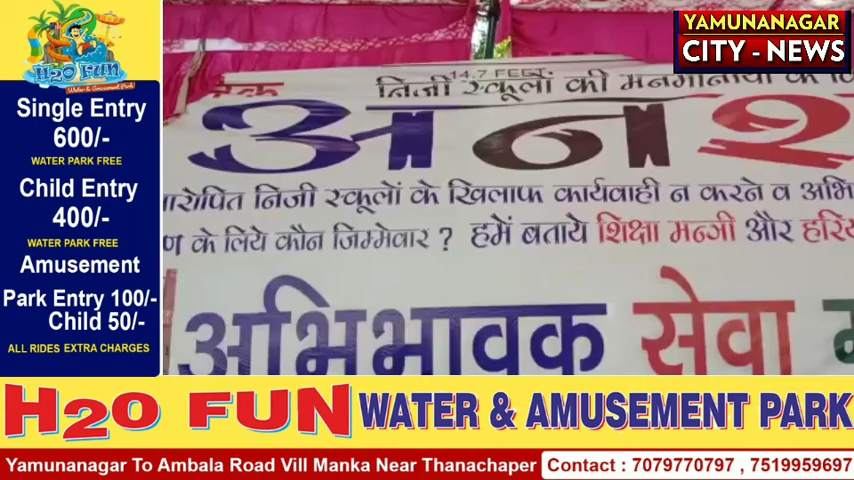 H2O FUN
Water & Amusement Park
Single Entry
600/-
WATER PARK FREE
Child Entry
400/-
WATER PARK FREE
Amusement
Park Entry 100/-
Child 50/-
ALL RIDES EXTRA CHARGES
YAMUNANAGAR
CITY - NEWS
14.7 FEET
निजी स्कूलों की
अनश
निजी स्कूलों के खिलाफ कार्यवाही न करने व अभि
के लिये कौन जिम्मेवार ? हमें बताये शिक्षा मन्त्री और हरि
अभिभावक सेवा
H2O FUN WATER & AMUSEMENT PARK
Yamunanagar To Ambala Road Vill Manka Near Thanachaper Contact : 7079770797 , 7519959697